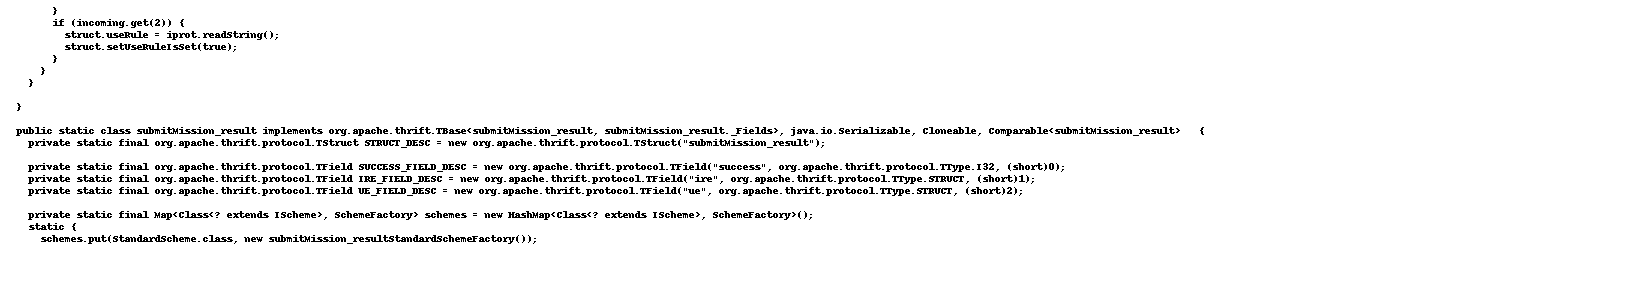 }
      if (incoming.get(2)) {
        struct.useRule = iprot.readString();
        struct.setUseRuleIsSet(true);
      }
    }
  }

}

public static class submitMission_result implements org.apache.thrift.TBase<submitMission_result, submitMission_result._Fields>, java.io.Serializable, Cloneable, Comparable<submitMission_result>   {
  private static final org.apache.thrift.protocol.TStruct STRUCT_DESC = new org.apache.thrift.protocol.TStruct("submitMission_result");

  private static final org.apache.thrift.protocol.TField SUCCESS_FIELD_DESC = new org.apache.thrift.protocol.TField("success", org.apache.thrift.protocol.TType.I32, (short)0);
  private static final org.apache.thrift.protocol.TField IRE_FIELD_DESC = new org.apache.thrift.protocol.TField("ire", org.apache.thrift.protocol.TType.STRUCT, (short)1);
  private static final org.apache.thrift.protocol.TField UE_FIELD_DESC = new org.apache.thrift.protocol.TField("ue", org.apache.thrift.protocol.TType.STRUCT, (short)2);

  private static final Map<Class<? extends IScheme>, SchemeFactory> schemes = new HashMap<Class<? extends IScheme>, SchemeFactory>();
  static {
    schemes.put(StandardScheme.class, new submitMission_resultStandardSchemeFactory());